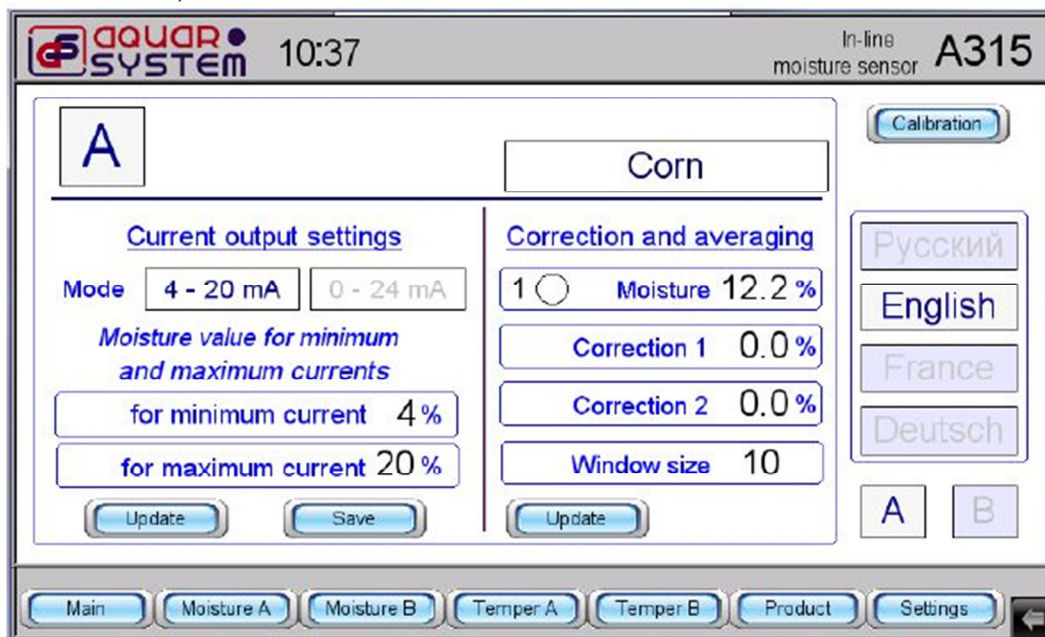 aquar system 10:37 In-line moisture sensor A315
A
Corn
Calibration
Current output settings
Mode 4 - 20 mA 0 - 24 mA
Moisture value for minimum
and maximum currents
for minimum current 4 %
for maximum current 20 %
Update Save
Correction and averaging
1 Moisture 12.2 %
Correction 1 0.0 %
Correction 2 0.0 %
Window size 10
Update
Русский
English
France
Deutsch
A B
Main Moisture A Moisture B Temper A Temper B Product Settings